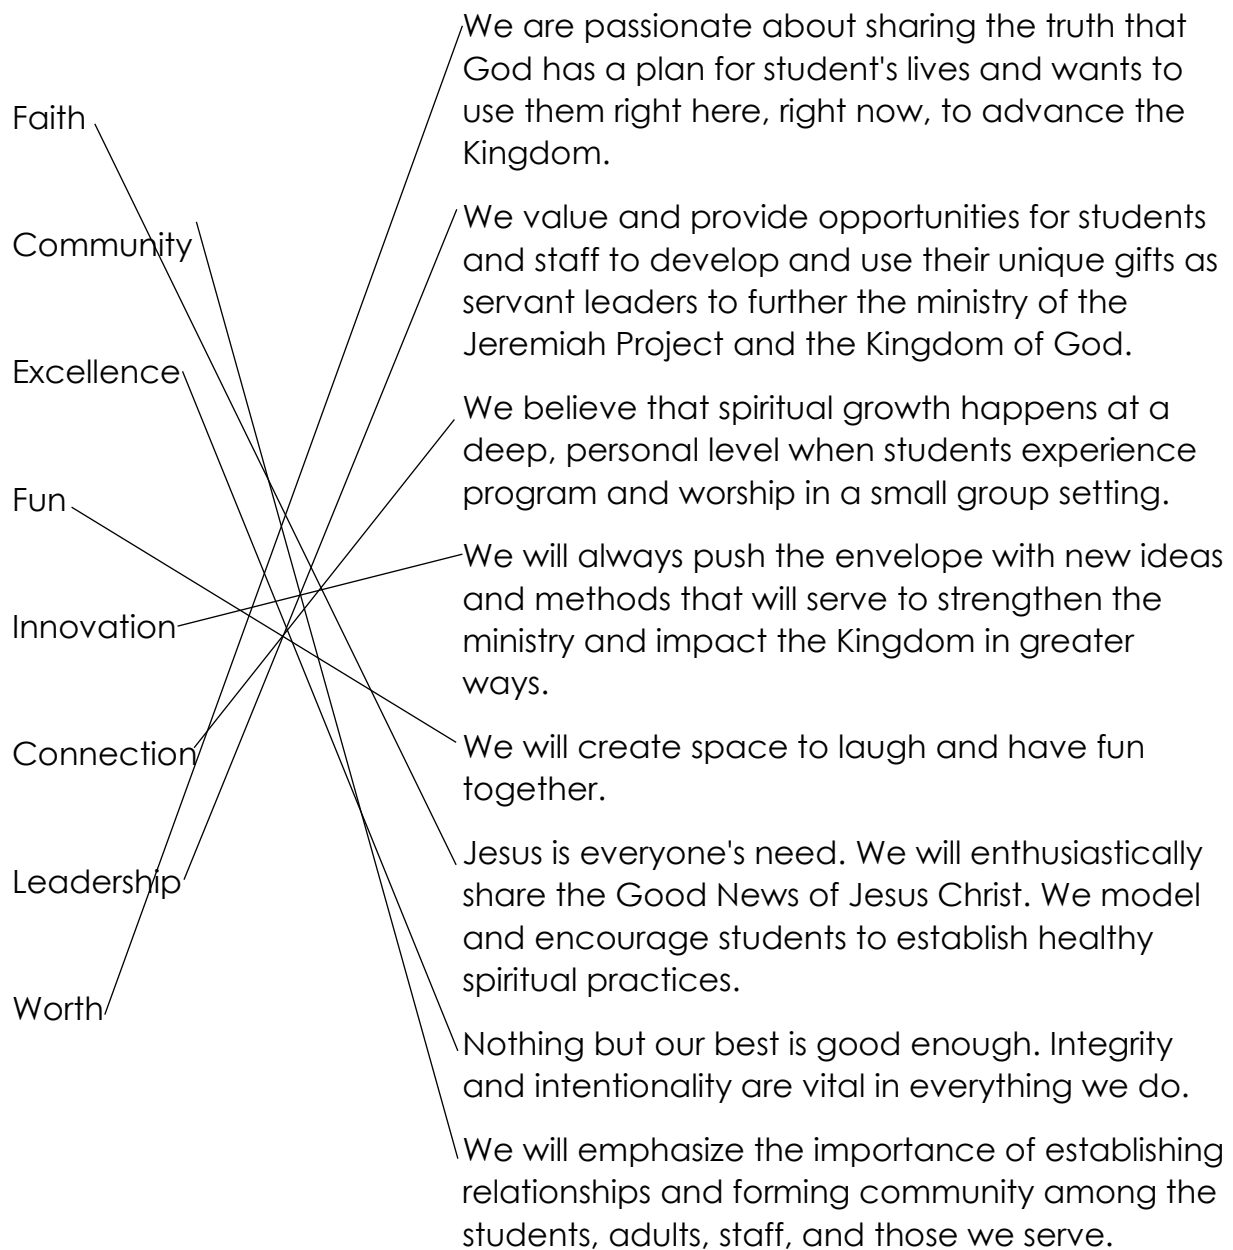 Faith
Community
Excellence
Fun
Innovation
Connection
Leadership
Worth
We are passionate about sharing the truth that
God has a plan for student's lives and wants to
use them right here, right now, to advance the
Kingdom.
We value and provide opportunities for students
and staff to develop and use their unique gifts as
servant leaders to further the ministry of the
Jeremiah Project and the Kingdom of God.
We believe that spiritual growth happens at a
deep, personal level when students experience
program and worship in a small group setting.
We will always push the envelope with new ideas
and methods that will serve to strengthen the
ministry and impact the Kingdom in greater
ways.
We will create space to laugh and have fun
together.
Jesus is everyone's need. We will enthusiastically
share the Good News of Jesus Christ. We model
and encourage students to establish healthy
spiritual practices.
Nothing but our best is good enough. Integrity
and intentionality are vital in everything we do.
We will emphasize the importance of establishing
relationships and forming community among the
students, adults, staff, and those we serve.